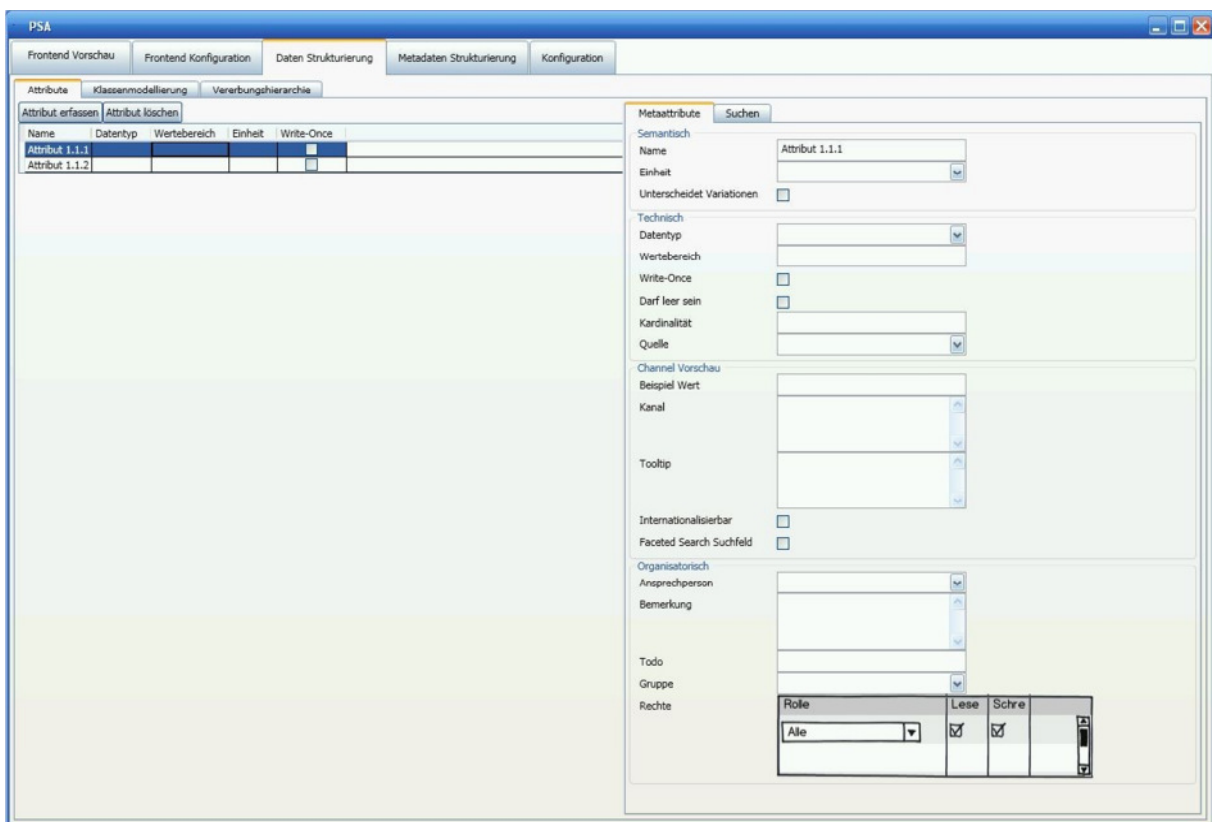 PSA
Frontend Vorschau Frontend Konfiguration Daten Strukturierung Metadaten Strukturierung Konfiguration
Attribute Klassenmodellierung Vererbungshierarchie
Attribut erfassen Attribut löschen
Name Datentyp Wertebereich Einheit Write-Once
Attribut 1.1.1
Attribut 1.1.2
Metaattribute Suchen
Semantisch
Name Attribut 1.1.1
Einheit
Unterscheidet Variationen
Technisch
Datentyp
Wertebereich
Write-Once
Darf leer sein
Kardinalität
Quelle
Channel Vorschau
Beispiel Wert
Kanal
Tooltip
Internationalisierbar
Faceted Search Suchfeld
Organisatorisch
Ansprechperson
Bemerkung
Todo
Gruppe
Rechte Rolle Lese Schre
Alle